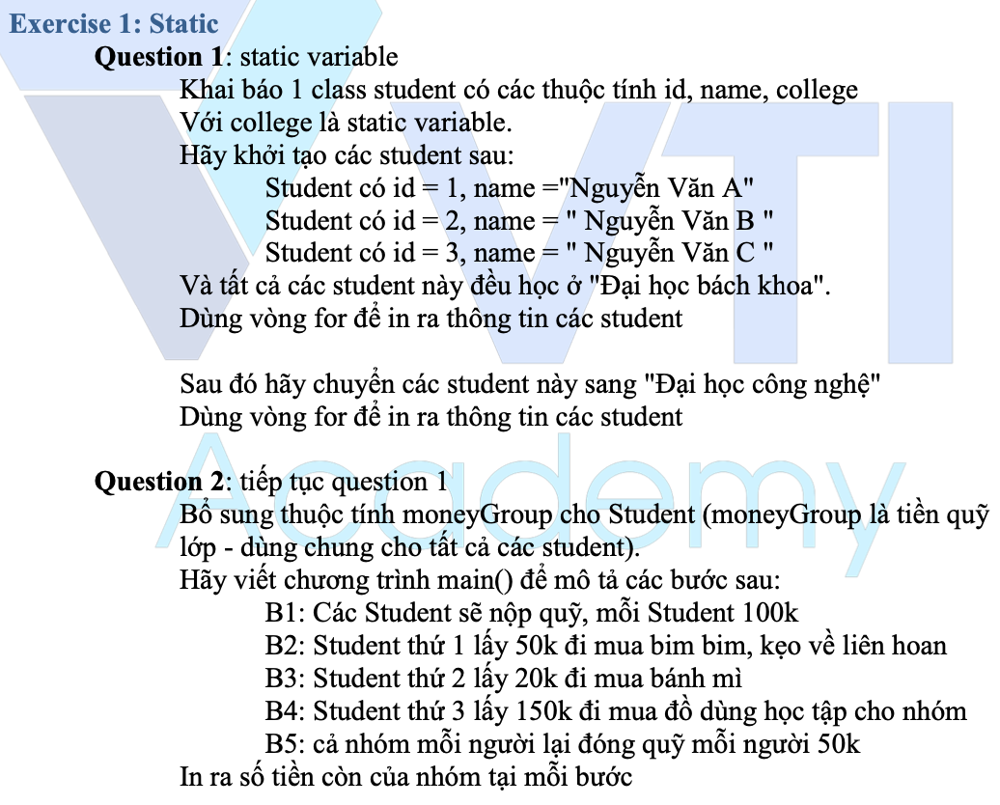 Exercise 1: Static
Question 1: static variable
Khai báo 1 class student có các thuộc tính id, name, college
Với college là static variable.
Hãy khởi tạo các student sau:
Student có id = 1, name ="Nguyễn Văn A"
Student có id = 2, name = " Nguyễn Văn B "
Student có id = 3, name = " Nguyễn Văn C "
Và tất cả các student này đều học ở "Đại học bách khoa".
Dùng vòng for để in ra thông tin các student
Sau đó hãy chuyển các student này sang "Đại học công nghệ"
Dùng vòng for để in ra thông tin các student
Question 2: tiếp tục question 1
Bổ sung thuộc tính moneyGroup cho Student (moneyGroup là tiền quỹ
lớp - dùng chung cho tất cả các student).
Hãy viết chương trình main() để mô tả các bước sau:
B1: Các Student sẽ nộp quỹ, mỗi Student 100k
B2: Student thứ 1 lấy 50k đi mua bim bim, kẹo về liên hoan
B3: Student thứ 2 lấy 20k đi mua bánh mì
B4: Student thứ 3 lấy 150k đi mua đồ dùng học tập cho nhóm
B5: cả nhóm mỗi người lại đóng quỹ mỗi người 50k
In ra số tiền còn của nhóm tại mỗi bước
VTI
Academy